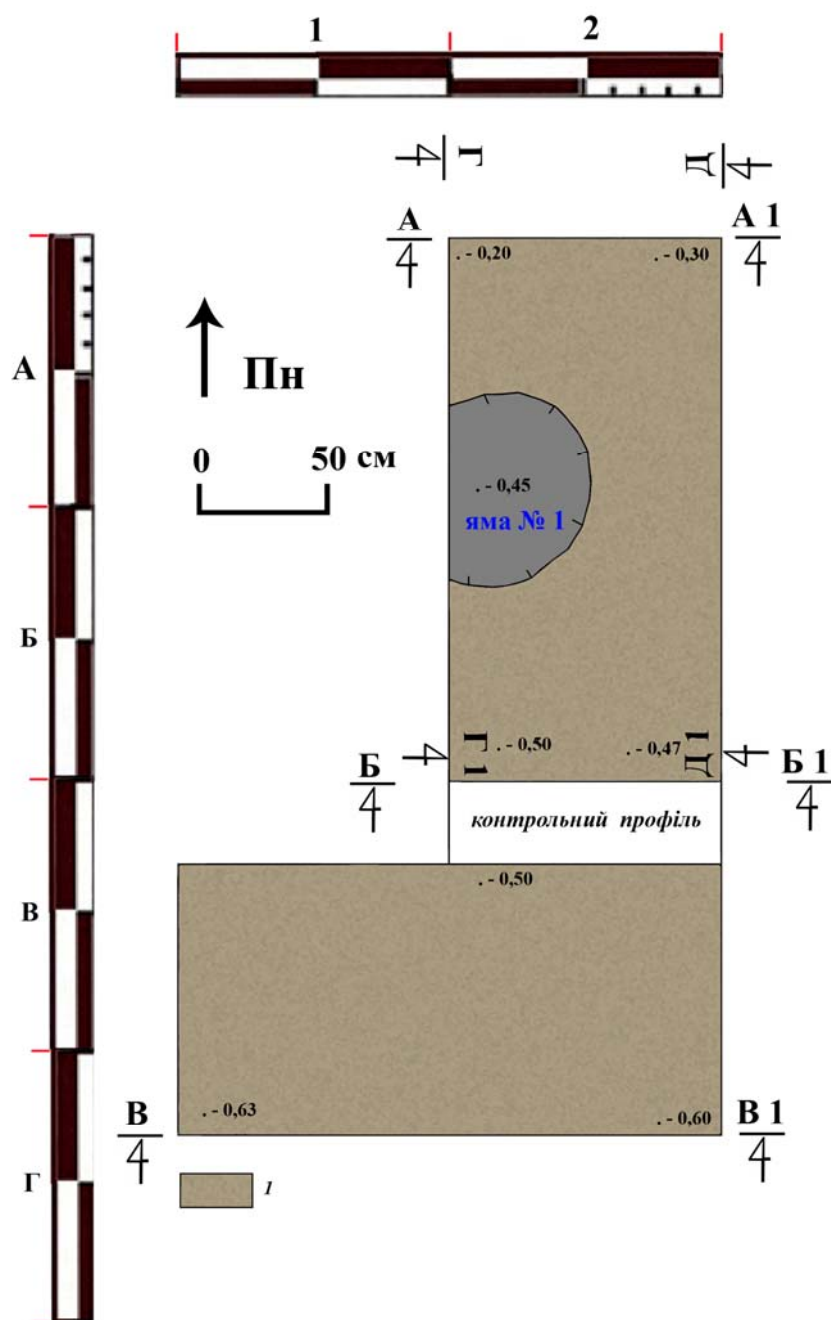 1 2
4 Г Д 4
А 4 А 1 4
. - 0,20 . - 0,30
А
Пн
0 50 см
. - 0,45
яма № 1
Б
4 Г 1 . - 0,50 . - 0,47 Д 1 4
Б 4 Б 1 4
контрольний профіль
. - 0,50
В
. - 0,63 . - 0,60
В 4 В 1 4
Г
1